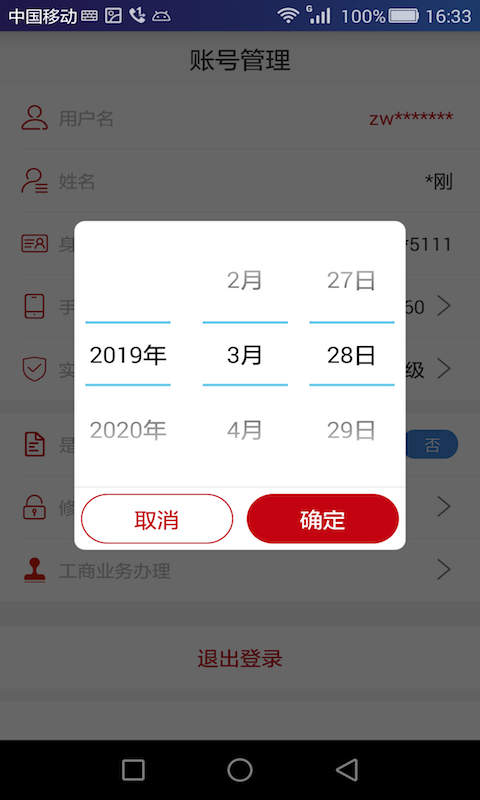 中国移动 G 100% 16:33
账号管理
用户名 zw*******
姓名 *刚
身 *5111
手 60
实 级
2月 27日
2019年 3月 28日
2020年 4月 29日
是 否
修
取消 确定
工商业务办理
退出登录